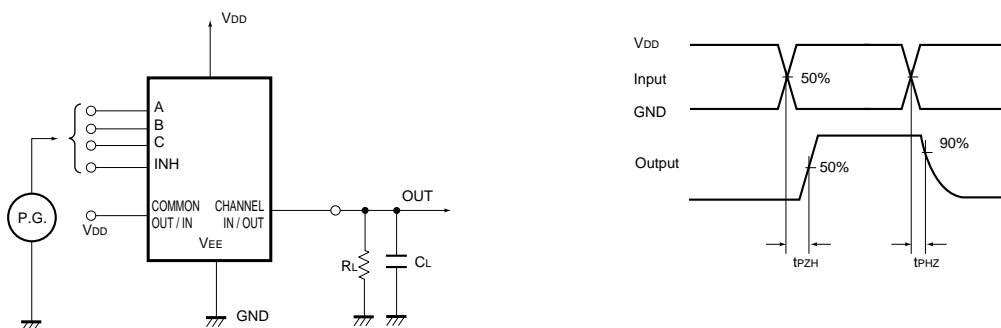 VDD
A
B
C
INH
P.G.
VDD
COMMON
OUT / IN
CHANNEL
IN / OUT
VEE
GND
OUT
RL
CL
VDD
Input
GND
50%
Output
50%
90%
tPZH
tPHZ